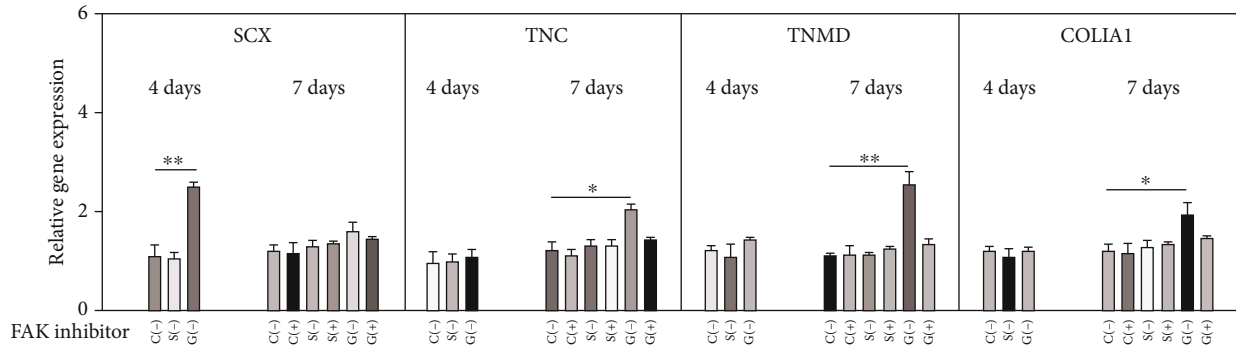 6
4
2
0
Relative gene expression
SCX
TNC
TNMD
COLIA1
4 days
7 days
4 days
7 days
4 days
7 days
4 days
7 days
**
*
**
*
FAK inhibitor
C(−) S(−) G(−) C(−) C(+) S(−) S(+) G(−) G(+)
C(−) S(−) G(−) C(−) C(+) S(−) S(+) G(−) G(+)
C(−) S(−) G(−) C(−) C(+) S(−) S(+) G(−) G(+)
C(−) S(−) G(−) C(−) C(+) S(−) S(+) G(−) G(+)